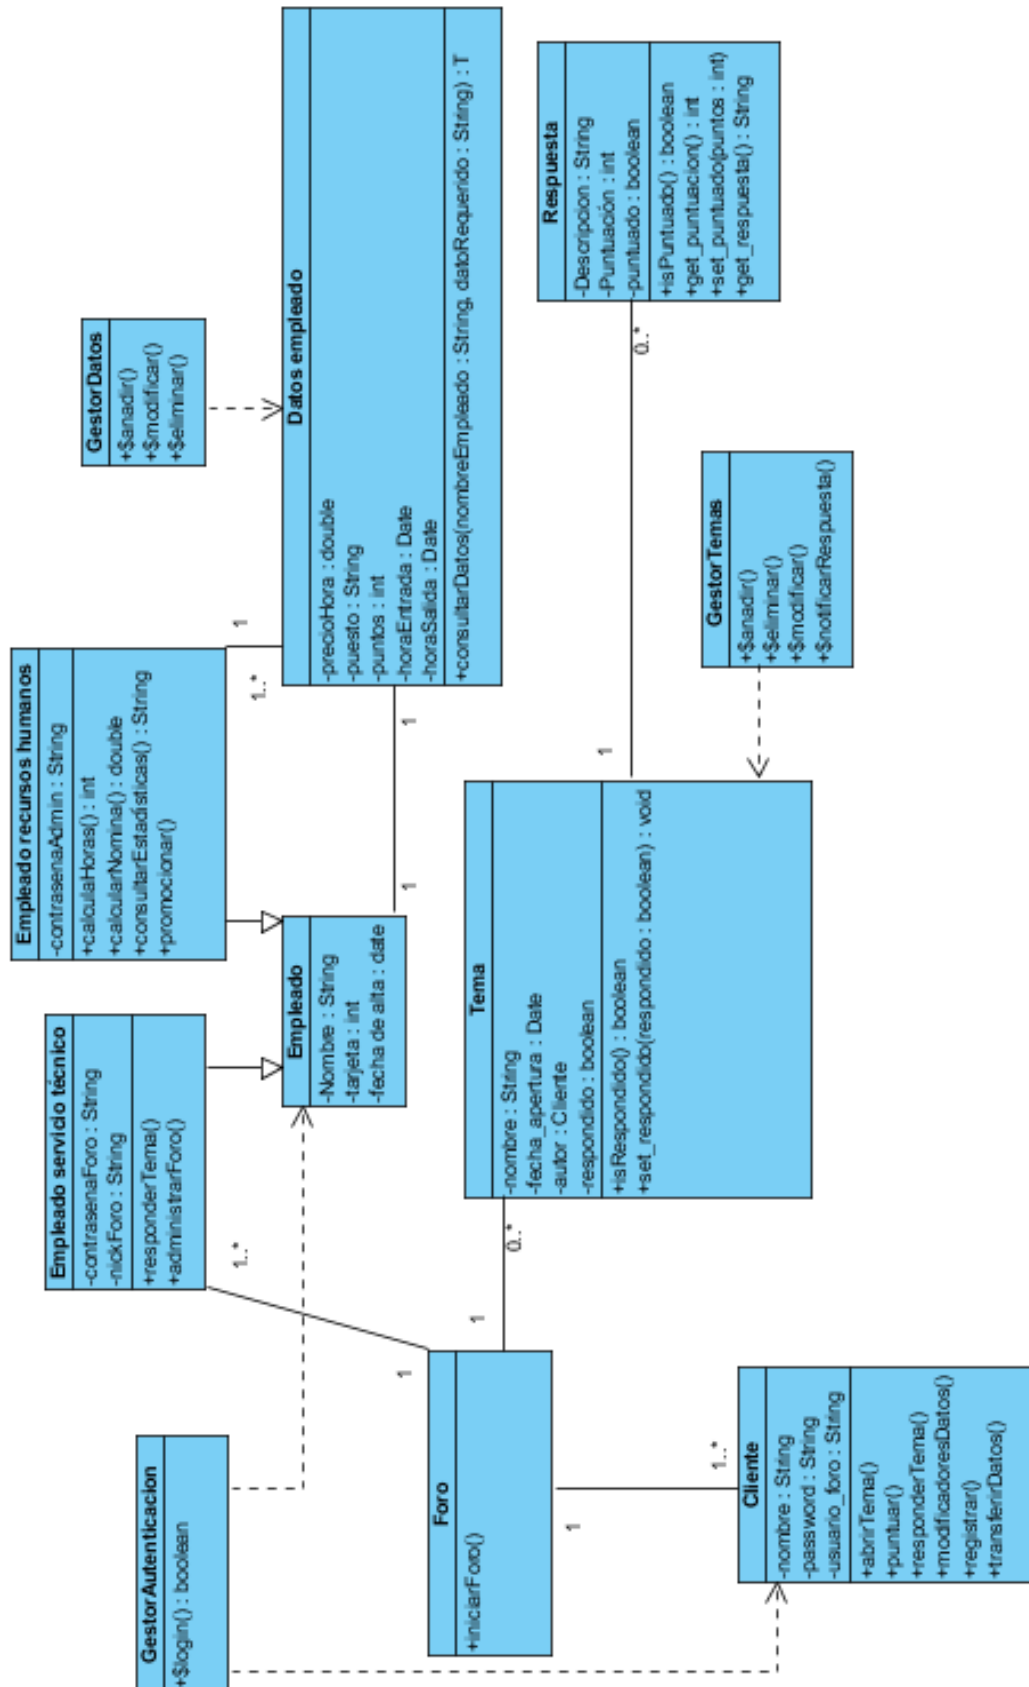 GestorAutenticacion
+$login() : boolean
Empleado servicio técnico
-contrasenaForo : String
-nickForo : String
+responderTema()
+administrarForo()
Empleado recursos humanos
-contrasenaAdmin : String
+calculaHoras() : int
+calcularNomina() : double
+consultarEstadísticas() : String
+promocionar()
GestorDatos
+$anadir()
+$modificar()
+$eliminar()
1..*
1..*
1
Empleado
-Nombre : String
-tarjeta : int
-fecha de alta : date
1
1
Datos empleado
-precioHora : double
-puesto : String
-puntos : int
-horaEntrada : Date
-horaSalida : Date
+consultarDatos(nombreEmpleado : String, datoRequerido : String) : T
1
Foro
+iniciarForo()
1
0..*
Tema
-nombre : String
-fecha_apertura : Date
-autor : Cliente
-respondido : boolean
+isRespondido() : boolean
+set_respondido(respondido : boolean) : void
1
0..*
Respuesta
-Descripcion : String
-Puntuación : int
-puntuado : boolean
+isPuntuado() : boolean
+get_puntuacion() : int
+set_puntuado(puntos : int)
+get_respuesta() : String
1
1..*
Cliente
-nombre : String
-password : String
-usuario_foro : String
+abrirTema()
+puntuar()
+responderTema()
+modificadoresDatos()
+registrar()
+transferirDatos()
GestorTemas
+$anadir()
+$eliminar()
+$modificar()
+$notificarRespuesta()